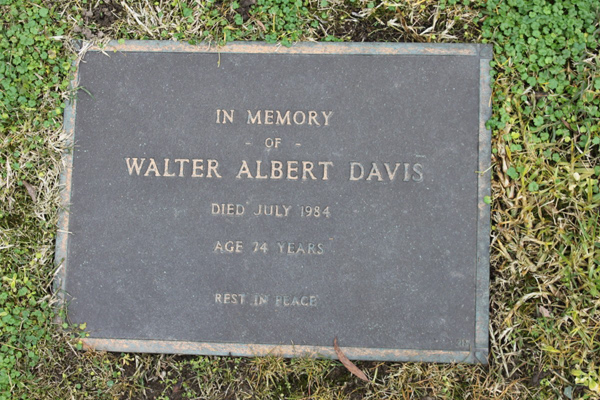 IN MEMORY
- OF -
WALTER ALBERT DAVIS
DIED JULY 1984
AGE 74 YEARS
REST IN PEACE